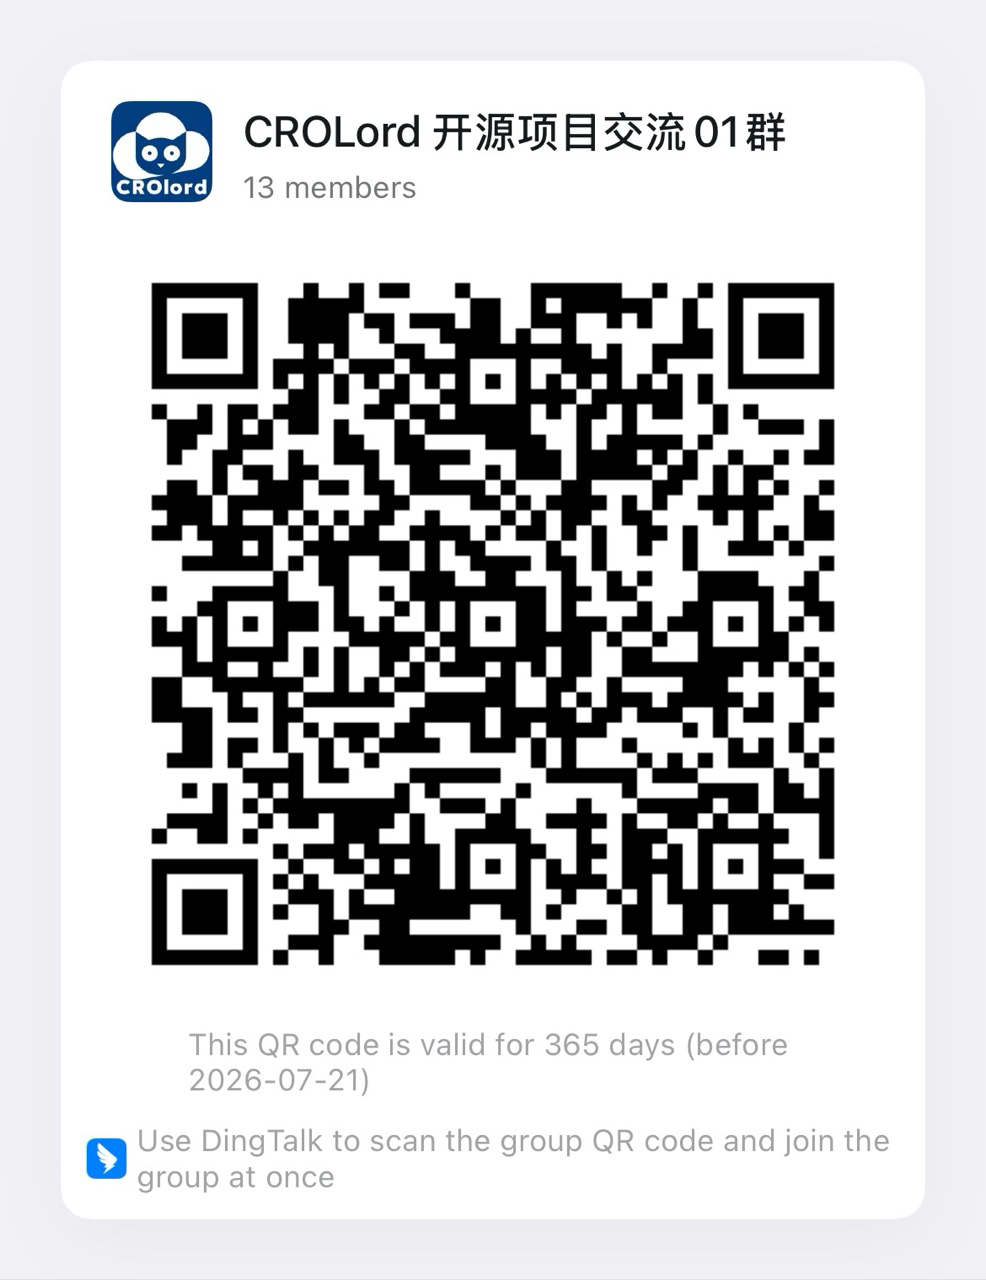 CROLord 开源项目交流01群
CROlord
13 members
This QR code is valid for 365 days (before
2026-07-21)
Use DingTalk to scan the group QR code and join the
group at once